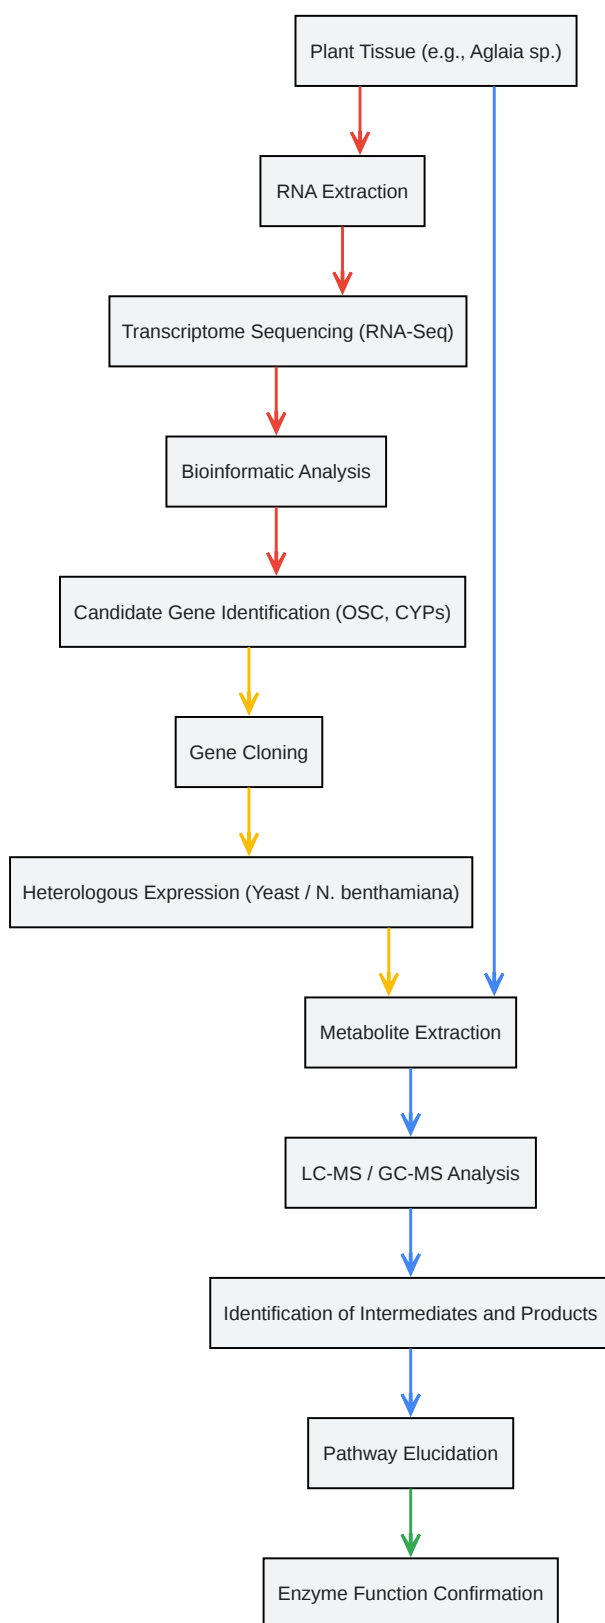 Plant Tissue (e.g., Aglaia sp.)
RNA Extraction
Transcriptome Sequencing (RNA-Seq)
Bioinformatic Analysis
Candidate Gene Identification (OSC, CYPs)
Gene Cloning
Heterologous Expression (Yeast / N. benthamiana)
Metabolite Extraction
LC-MS / GC-MS Analysis
Identification of Intermediates and Products
Pathway Elucidation
Enzyme Function Confirmation